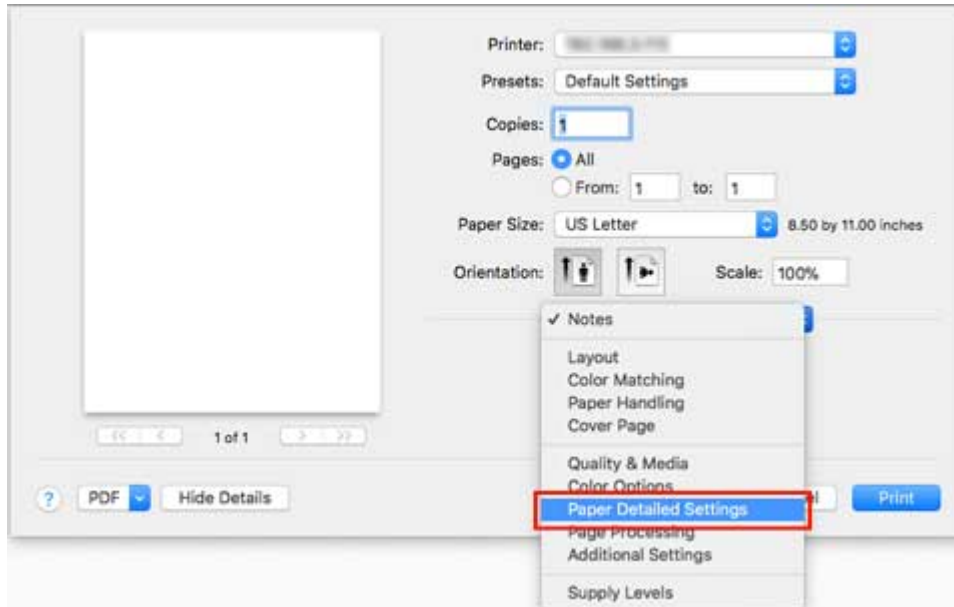 Printer:
Presets: Default Settings
Copies: 1
Pages: All
From: 1 to: 1
Paper Size: US Letter 8.50 by 11.00 inches
Orientation: Scale: 100%
✓ Notes
Layout
Color Matching
Paper Handling
Cover Page
1 of 1
Quality & Media
Color Options
? PDF Hide Details Print
Paper Detailed Settings
Page Processing
Additional Settings
Supply Levels